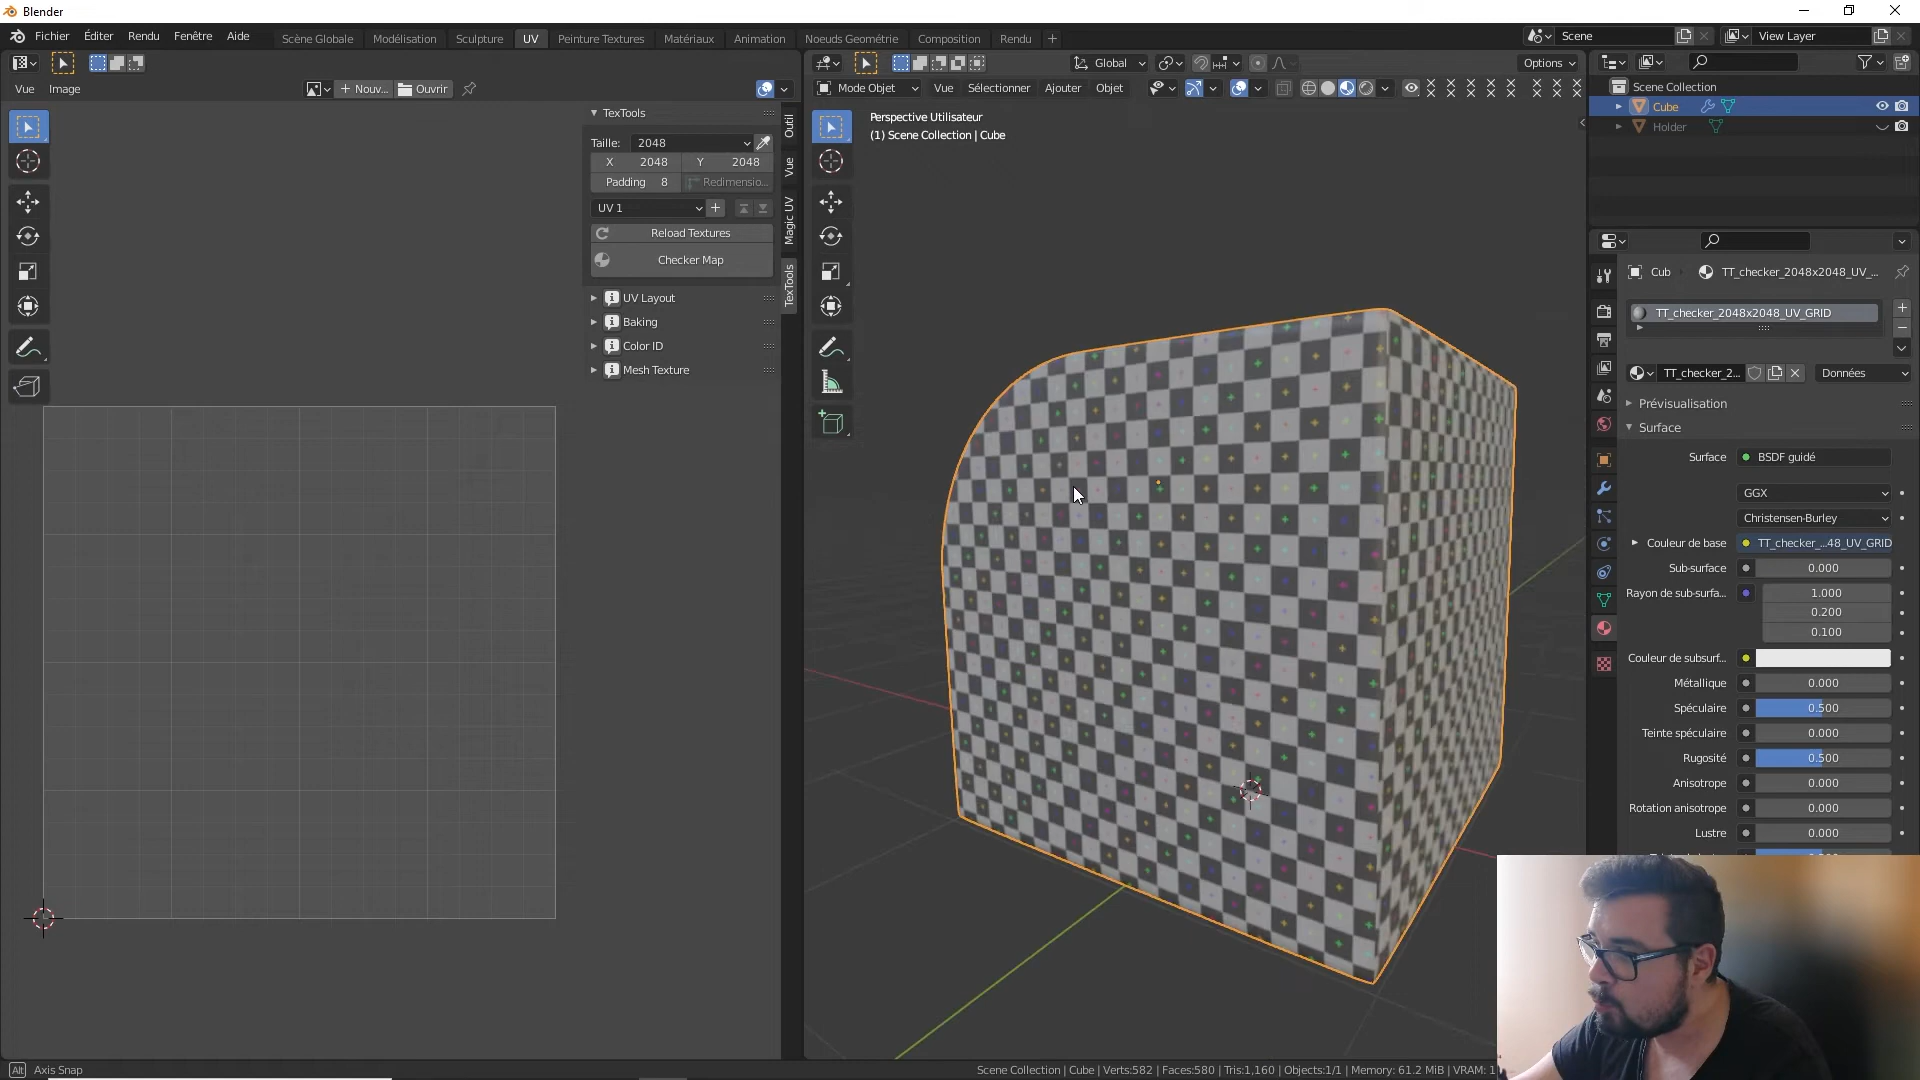 Blender
Fichier Éditer Rendu Fenêtre Aide
Scène Globale Modélisation Sculpture UV Peinture Textures Matériaux Animation Noeuds Géométrie Composition Rendu +
Scene View Layer
Global Options
Vue Image + Nouv... Ouvrir
Mode Objet Vue Sélectionner Ajouter Objet
TexTools
Taille: 2048
X 2048 Y 2048
Padding 8 Redimensio...
UV 1 +
Reload Textures
Checker Map
UV Layout
Baking
Color ID
Mesh Texture
Outil
Vue
Magic UV
TexTools
Perspective Utilisateur
(1) Scene Collection | Cube
Scene Collection
Cube
Holder
Cub TT_checker_2048x2048_UV_...
TT_checker_2048x2048_UV_GRID
TT_checker_2... Données
Prévisualisation
Surface
Surface BSDF guidé
GGX
Christensen-Burley
Couleur de base TT_checker_...48_UV_GRID
Sub-surface 0.000
Rayon de sub-surfa... 1.000
0.200
0.100
Couleur de subsurf...
Métallique 0.000
Spéculaire 0.500
Teinte spéculaire 0.000
Rugosité 0.500
Anisotrope 0.000
Rotation anisotrope 0.000
Lustre 0.000
Alt Axis Snap
Scene Collection | Cube | Verts:582 | Faces:580 | Tris:1,160 | Objects:1/1 | Memory: 61.2 MiB | VRAM: 1